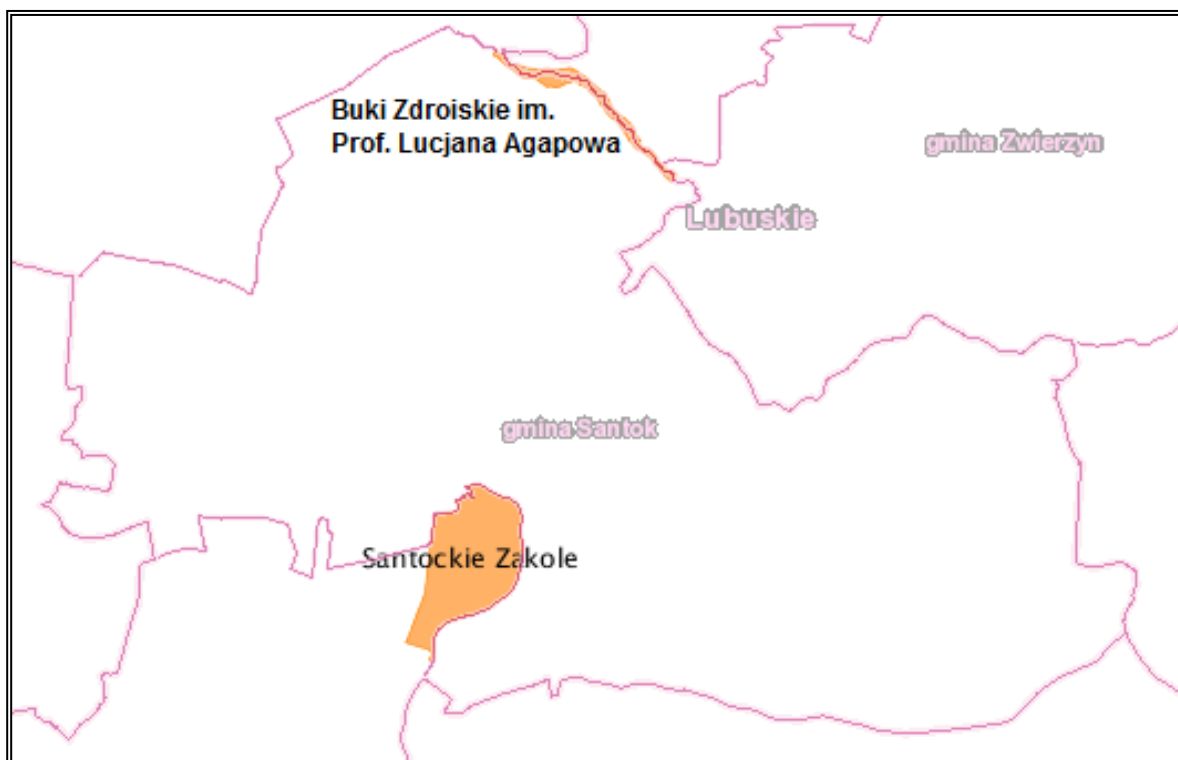 Buki Zdroiskie im.
Prof. Lucjana Agapowa
gmina Zwierzyn
Lubuskie
gmina Santok
Santockie Zakole